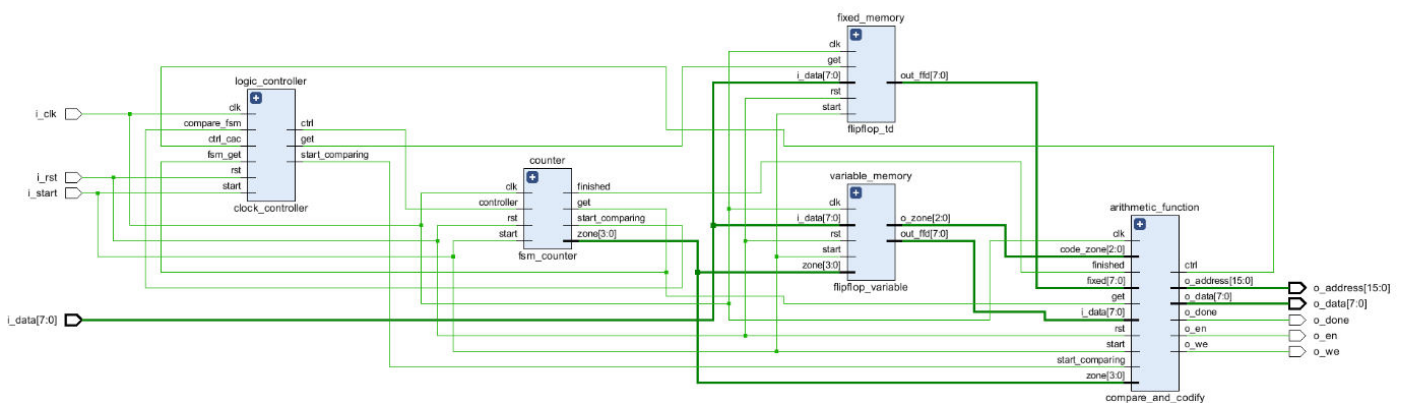 i_clk
i_rst
i_start
i_data[7:0]
logic_controller
clk
compare_fsm
ctrl_cac
fsm_get
rst
start
ctrl
get
start_comparing
clock_controller
counter
clk
controller
rst
start
finished
get
start_comparing
zone[3:0]
fsm_counter
fixed_memory
clk
get
i_data[7:0]
rst
start
out_ffd[7:0]
flipflop_td
variable_memory
clk
i_data[7:0]
rst
start
zone[3:0]
o_zone[2:0]
out_ffd[7:0]
flipflop_variable
arithmetic_function
clk
code_zone[2:0]
finished
fixed[7:0]
get
i_data[7:0]
rst
start
start_comparing
zone[3:0]
ctrl
o_address[15:0]
o_data[7:0]
o_done
o_en
o_we
compare_and_codify
o_address[15:0]
o_data[7:0]
o_done
o_en
o_we